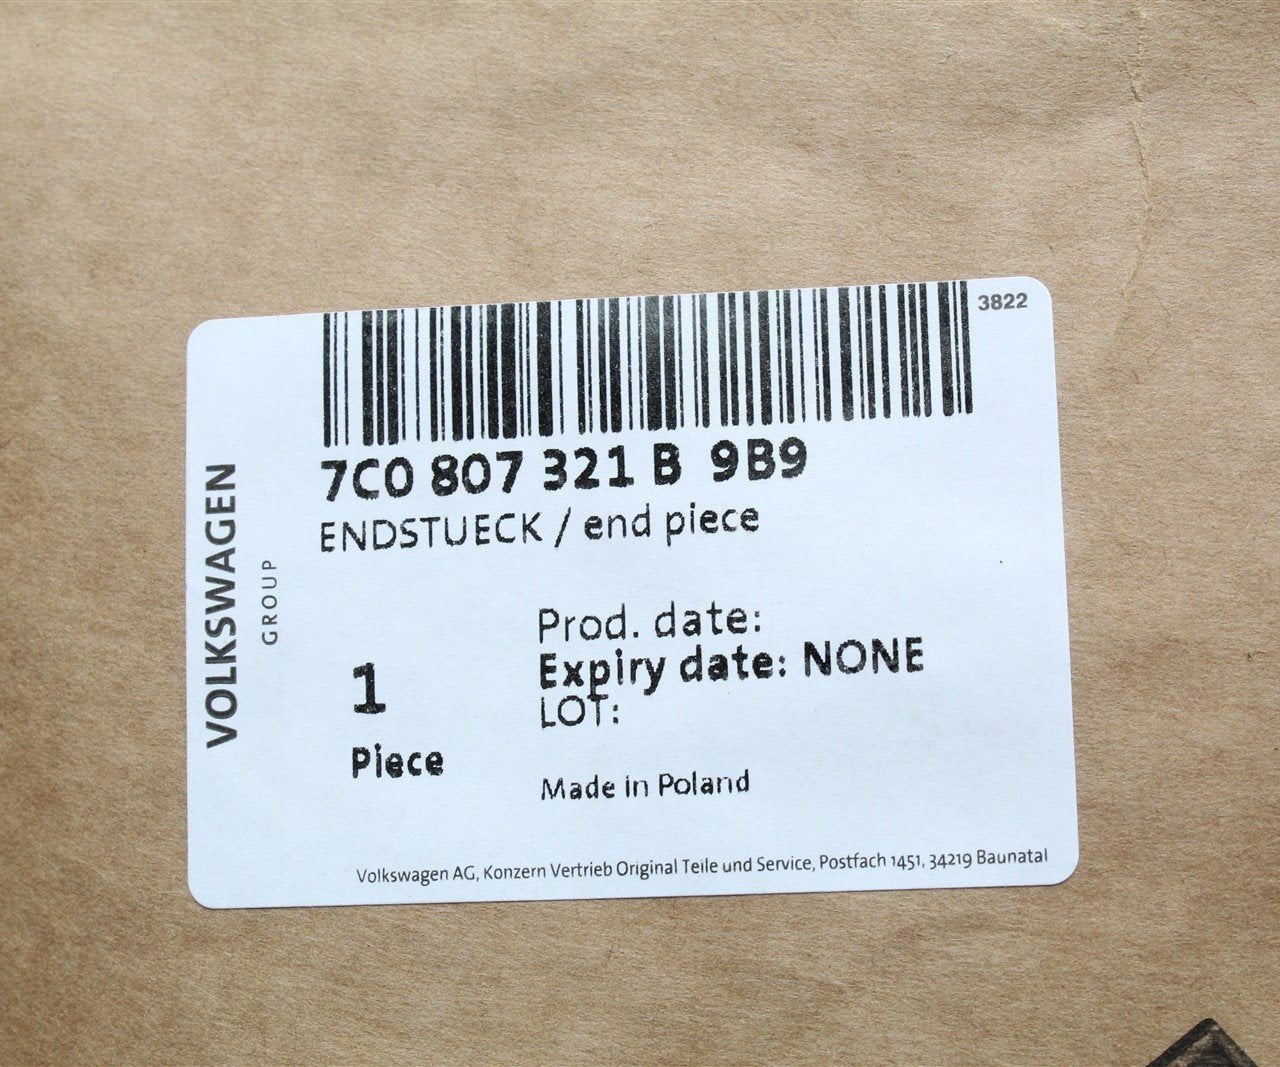 3822
7C0 807 321 B 9B9
ENDSTUECK / end piece
VOLKSWAGEN
GROUP
Prod. date:
Expiry date: NONE
LOT:
1
Piece
Made in Poland
Volkswagen AG, Konzern Vertrieb Original Teile und Service, Postfach 1451, 34219 Baunatal